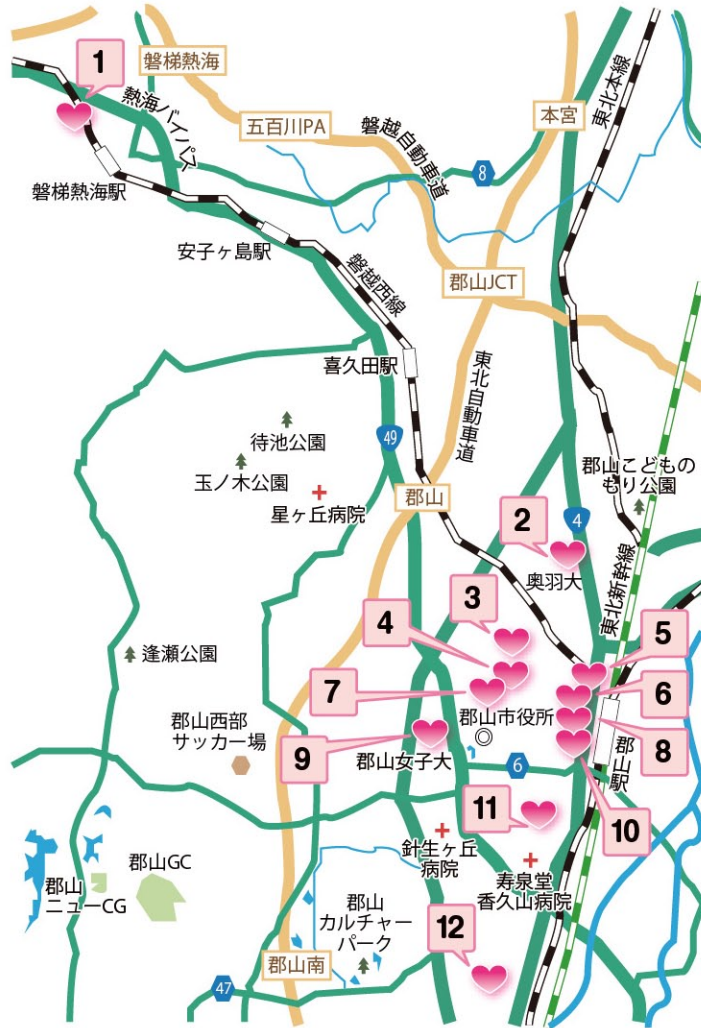 1
磐梯熱海
熱海バイパス
五百川PA
磐越自動車道
本宮
東北本線
8
磐梯熱海駅
安子ヶ島駅
磐越西線
郡山JCT
喜久田駅
東北自動車道
49
待池公園
玉ノ木公園
星ヶ丘病院
郡山
郡山こどもの
もり公園
2
4
奥羽大
東北新幹線
3
4
5
逢瀬公園
7
6
郡山市役所
郡山西部
サッカー場
9
郡山女子大
8
郡山駅
6
10
11
針生ヶ丘
病院
寿泉堂
香久山病院
郡山
ニューCG
郡山GC
郡山
カルチャー
パーク
12
郡山南
47